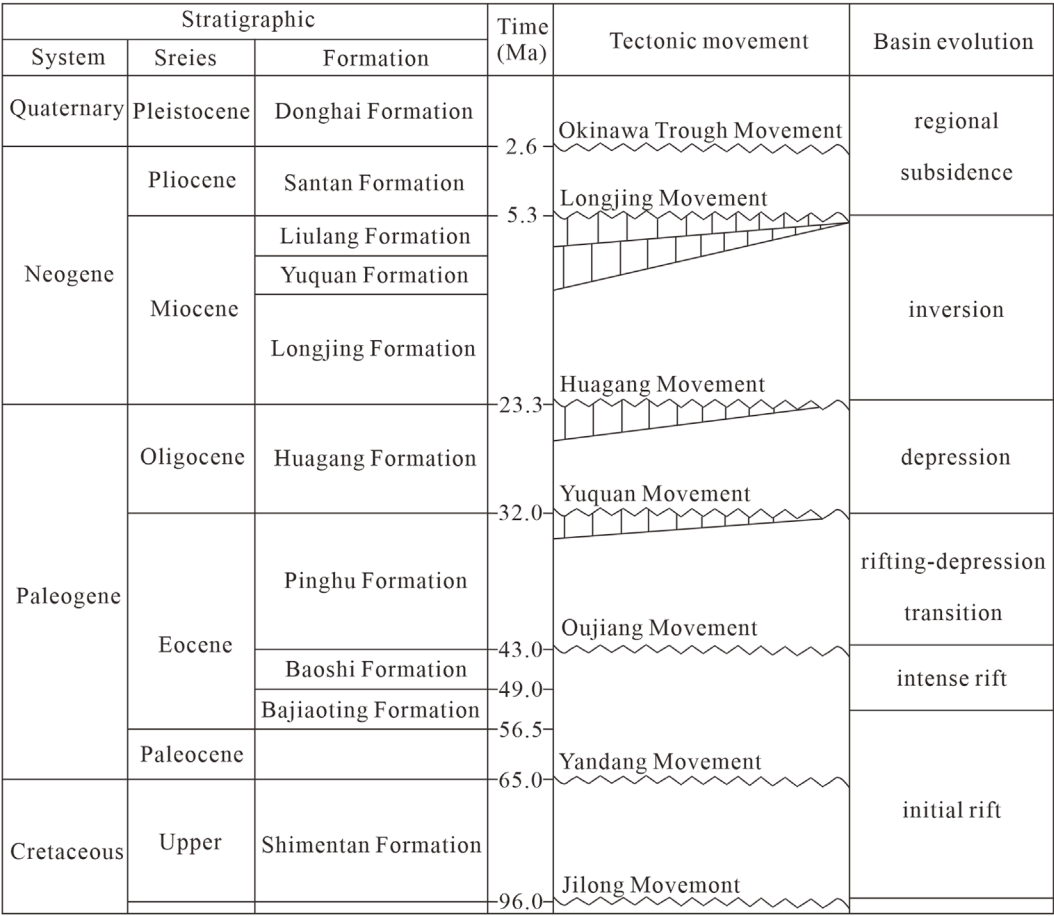 Stratigraphic
Time
(Ma)
Tectonic movement
Basin evolution
System
Sreies
Formation
Quaternary
Pleistocene
Donghai Formation
Okinawa Trough Movement
regional
subsidence
2.6
Neogene
Pliocene
Santan Formation
Longjing Movement
5.3
Miocene
Liulang Formation
Yuquan Formation
Longjing Formation
inversion
Huagang Movement
23.3
Paleogene
Oligocene
Huagang Formation
depression
Yuquan Movement
32.0
Eocene
Pinghu Formation
rifting-depression
transition
Oujiang Movement
43.0
Baoshi Formation
intense rift
49.0
Bajiaoting Formation
56.5
Paleocene
Yandang Movement
65.0
initial rift
Cretaceous
Upper
Shimentan Formation
Jilong Movemont
96.0